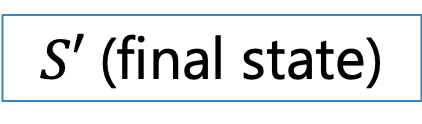 S′ (final state)